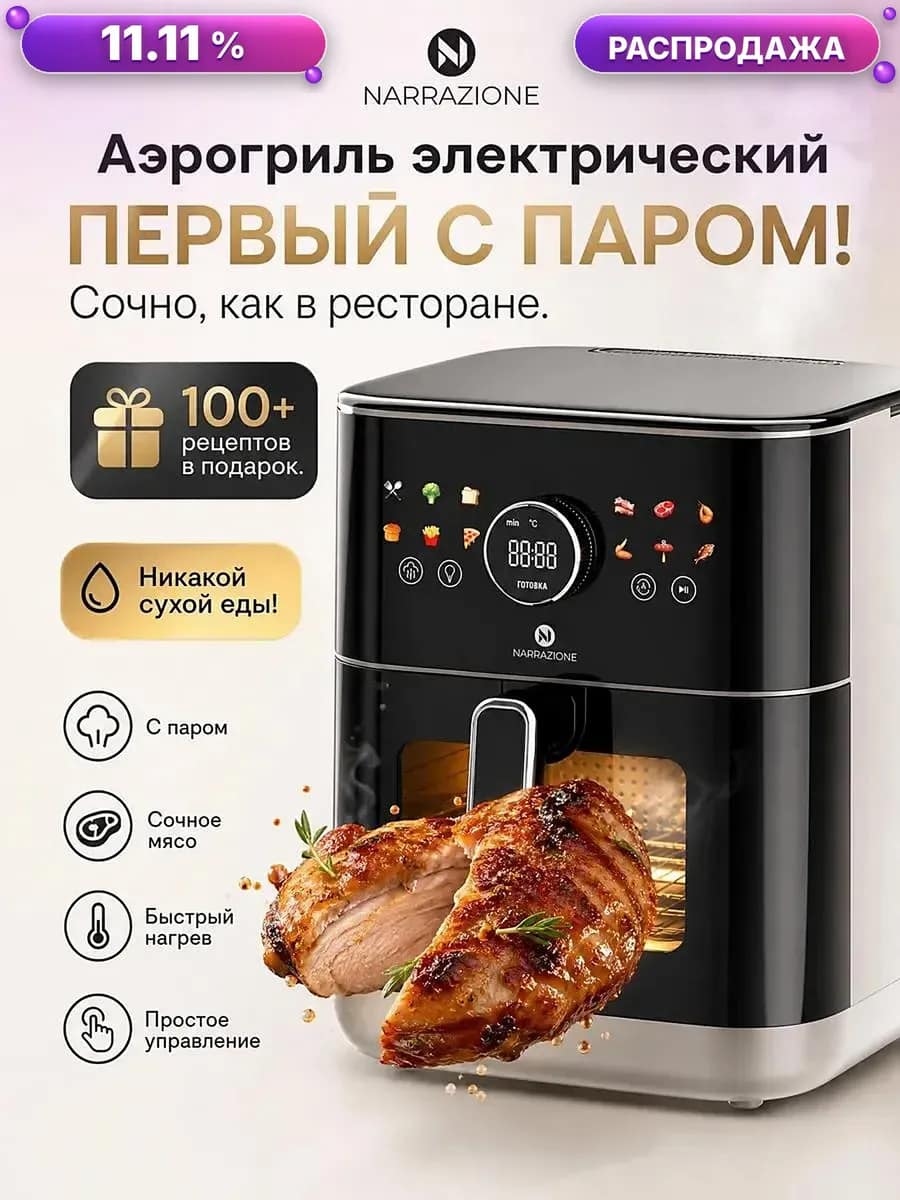 11.11 %
РАСПРОДАЖА
NARRAZIONE
Аэрогриль электрический
ПЕРВЫЙ С ПАРОМ!
Сочно, как в ресторане.
100+
рецептов
в подарок.
Никакой
сухой еды!
С паром
Сочное
мясо
Быстрый
нагрев
Простое
управление
min °C
88:88
ГОТОВКА
NARRAZIONE